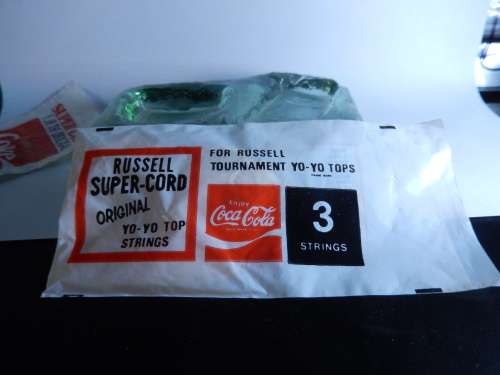 RUSSELL
SUPER-CORD
ORIGINAL
YO-YO TOP
STRINGS
FOR RUSSELL
TOURNAMENT YO-YO TOPS
ENJOY
Coca-Cola
3
STRINGS